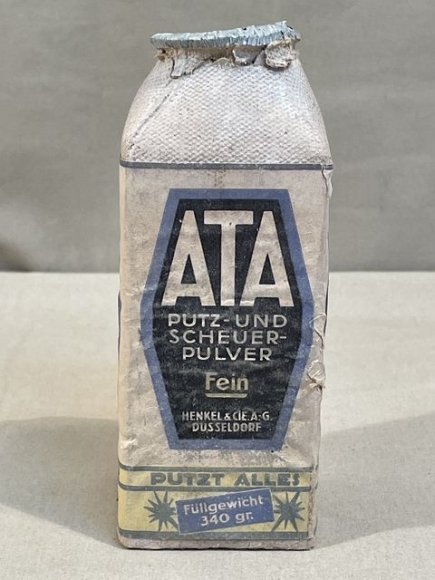 ATA
PUTZ-UND
SCHEUER-
PULVER
Fein
HENKEL & CIE.A-G.
DÜSSELDORF
PUTZT ALLES
Füllgewicht
340 gr.